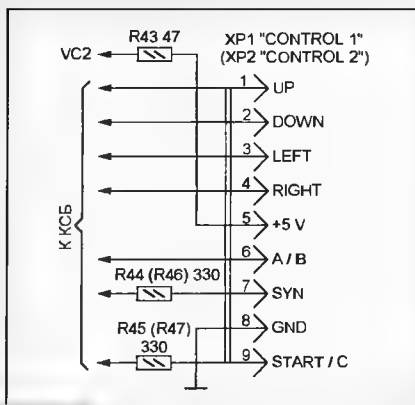 R43 47
XP1 "CONTROL 1"
(XP2 "CONTROL 2")
VC2
1 UP
2 DOWN
3 LEFT
4 RIGHT
5 +5 V
К КСБ
6 A / B
R44 (R46) 330
7 SYN
R45 (R47)
330
8 GND
9 START / C